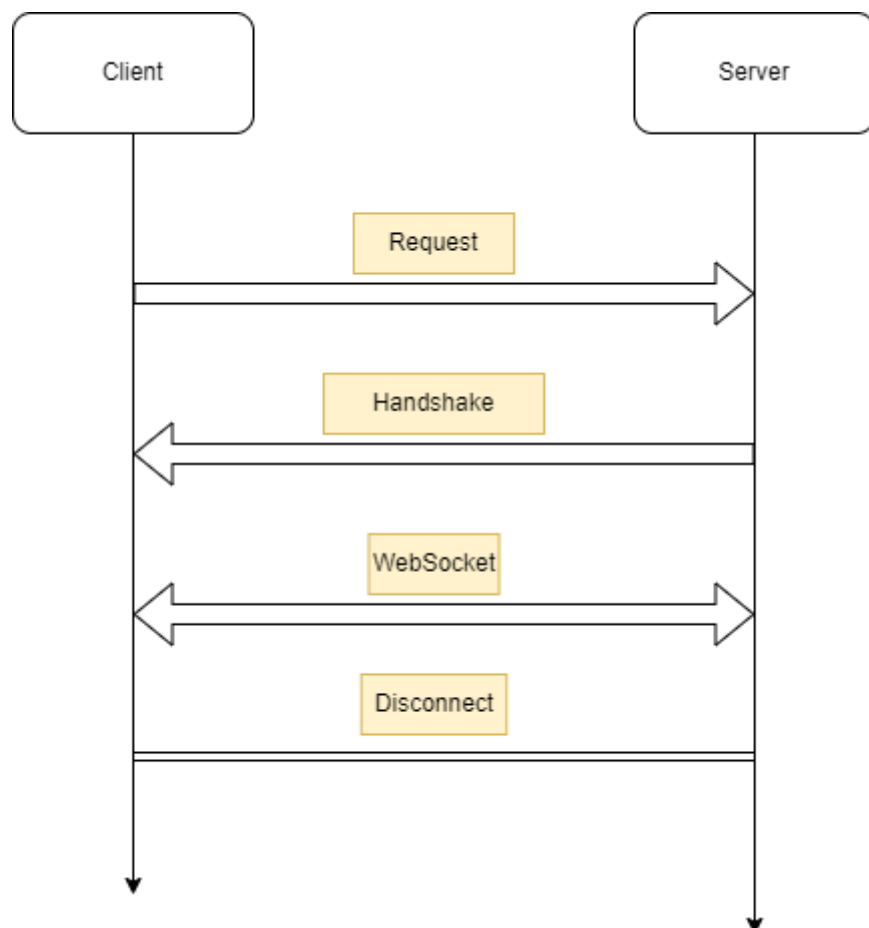 Client
Server
Request
Handshake
WebSocket
Disconnect